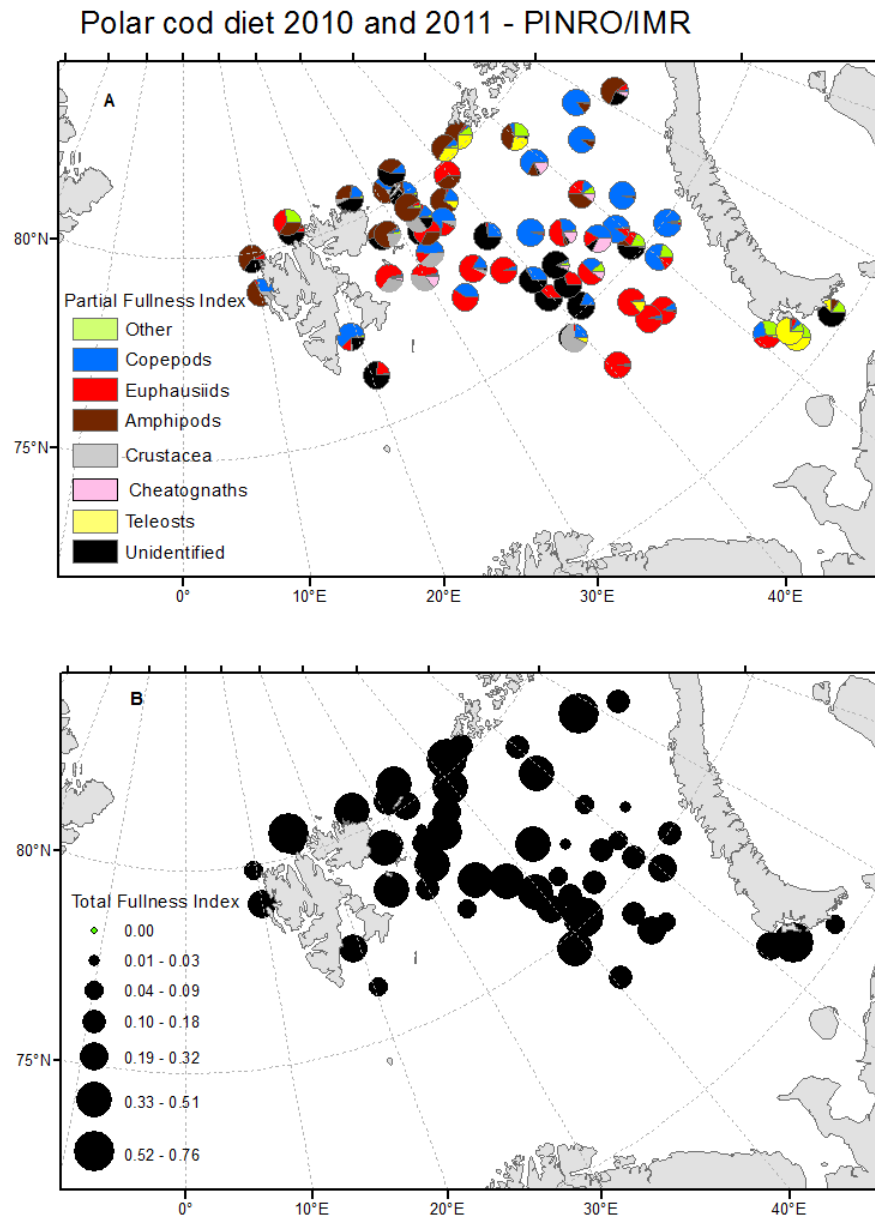 Polar cod diet 2010 and 2011 - PINRO/IMR
A
80°N
Partial Fullness Index
Other
Copepods
Euphausiids
Amphipods
75°N
Crustacea
Cheatognaths
Teleosts
Unidentified
0°
10°E
20°E
30°E
40°E
B
80°N
Total Fullness Index
0.00
0.01 - 0.03
0.04 - 0.09
0.10 - 0.18
75°N
0.19 - 0.32
0.33 - 0.51
0.52 - 0.76
0°
10°E
20°E
30°E
40°E